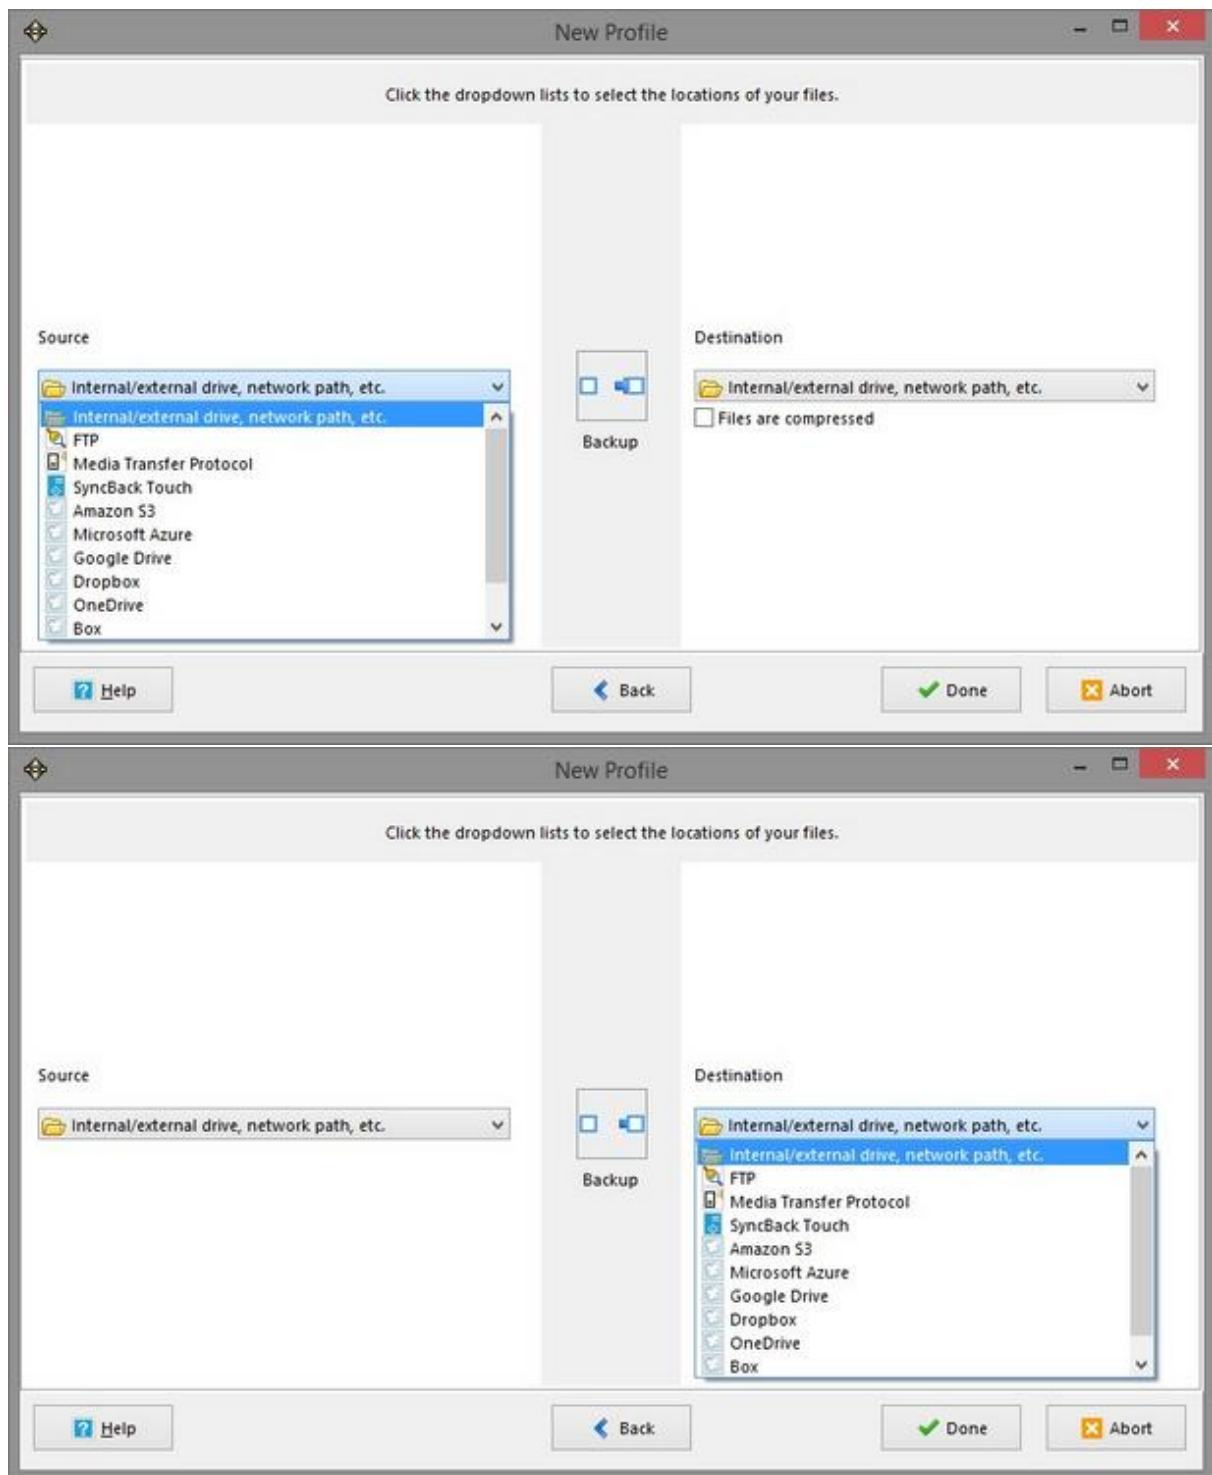 New Profile
Click the dropdown lists to select the locations of your files.
Source
Destination
Internal/external drive, network path, etc.
Internal/external drive, network path, etc.
Internal/external drive, network path, etc.
Files are compressed
FTP
Backup
Media Transfer Protocol
SyncBack Touch
Amazon S3
Microsoft Azure
Google Drive
Dropbox
OneDrive
Box
Help
Back
Done
Abort
New Profile
Click the dropdown lists to select the locations of your files.
Source
Destination
Internal/external drive, network path, etc.
Internal/external drive, network path, etc.
Internal/external drive, network path, etc.
Backup
FTP
Media Transfer Protocol
SyncBack Touch
Amazon S3
Microsoft Azure
Google Drive
Dropbox
OneDrive
Box
Help
Back
Done
Abort